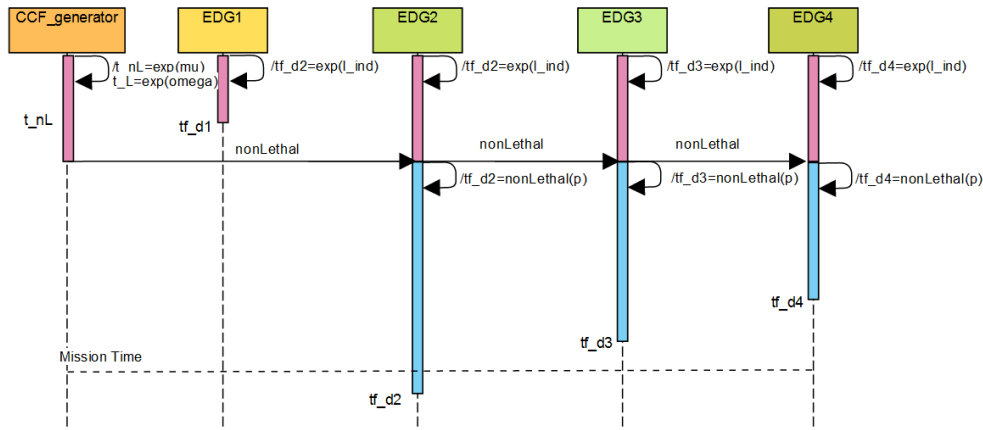 CCF_generator EDG1 EDG2 EDG3 EDG4
/t_nL=exp(mu) /tf_d2=exp(l_ind) /tf_d2=exp(l_ind) /tf_d3=exp(l_ind) /tf_d4=exp(l_ind)
t_L=exp(omega)
t_nL
tf_d1
nonLethal nonLethal nonLethal
/tf_d2=nonLethal(p) /tf_d3=nonLethal(p) /tf_d4=nonLethal(p)
tf_d4
tf_d3
Mission Time
tf_d2